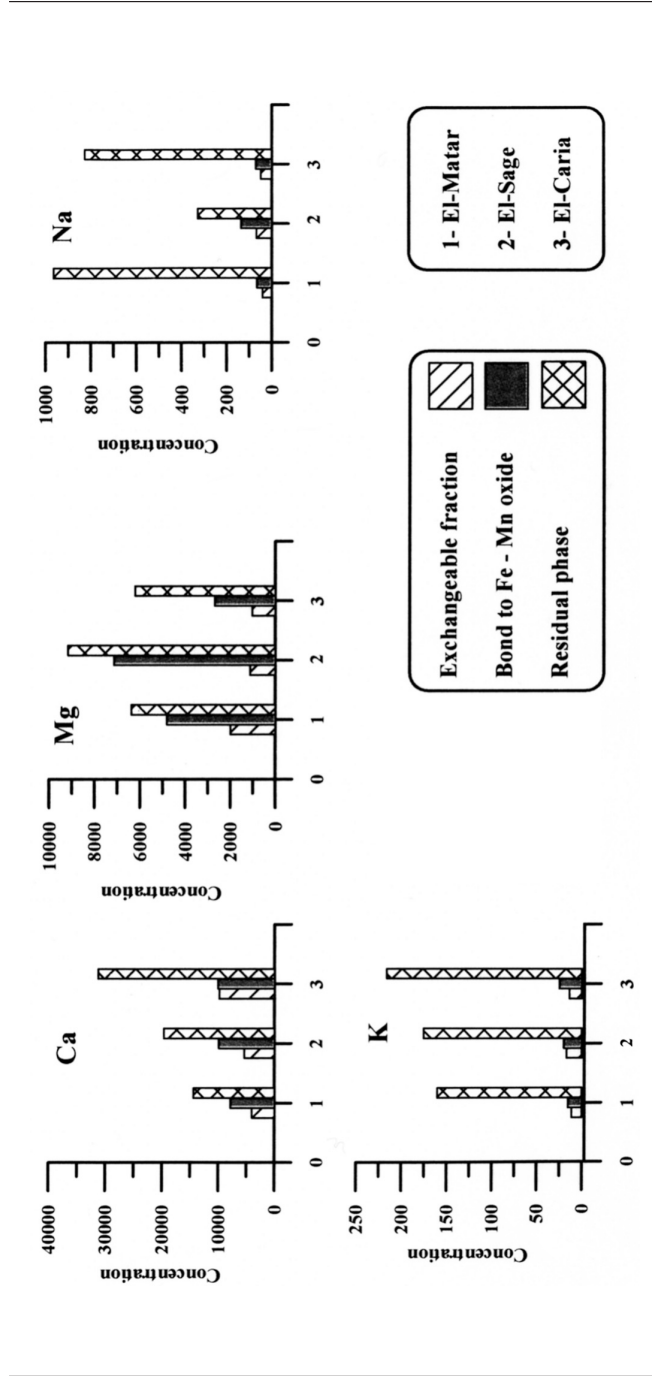 Ca
Concentration
40000
30000
20000
10000
0
0
1
2
3
Mg
Concentration
10000
8000
6000
4000
2000
0
0
1
2
3
Na
Concentration
1000
800
600
400
200
0
0
1
2
3
K
Concentration
250
200
150
100
50
0
0
1
2
3
Exchangeable fraction
Bond to Fe - Mn oxide
Residual phase
1- El-Matar
2- El-Sage
3- El-Caria